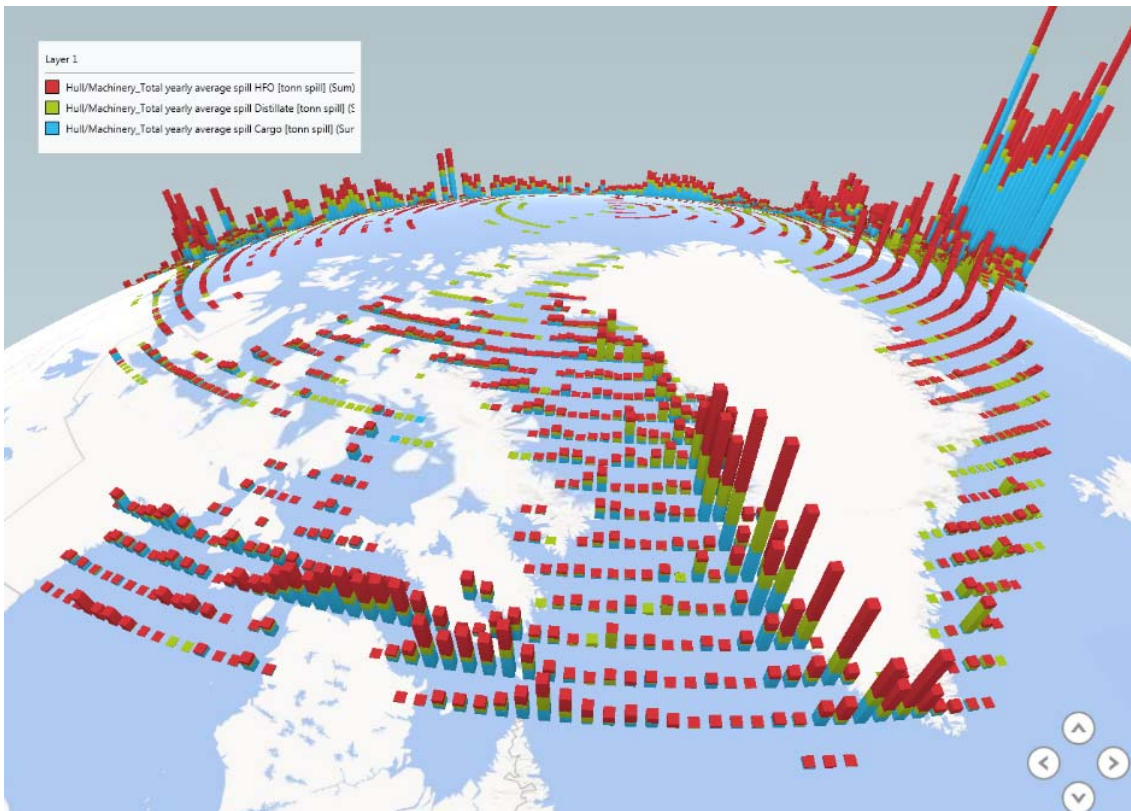 Layer 1
Hull/Machinery_Total yearly average spill HFO [tonn spill] (Sum)
Hull/Machinery_Total yearly average spill Distillate [tonn spill] (S
Hull/Machinery_Total yearly average spill Cargo [tonn spill] (Sur